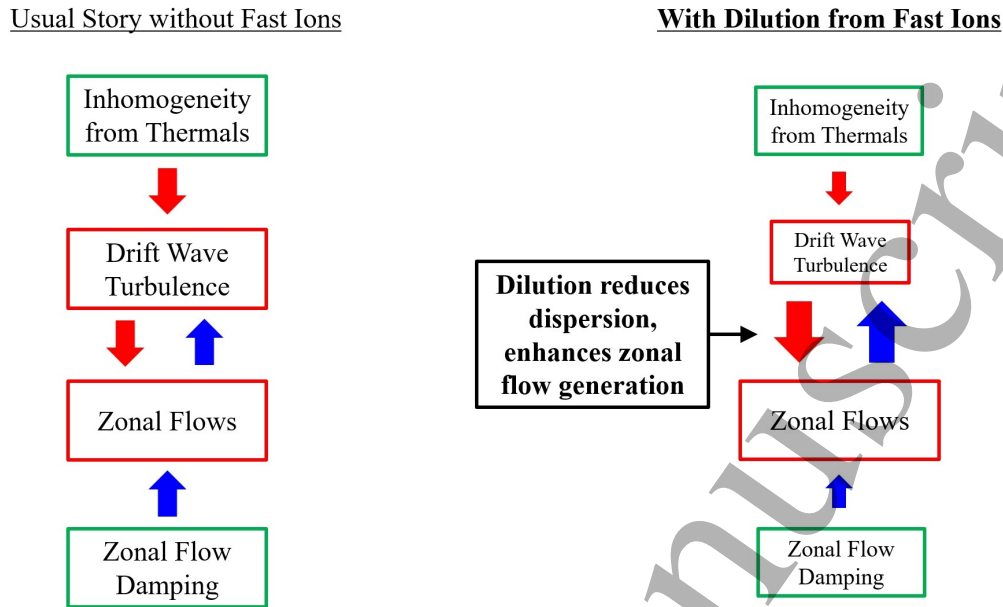 Usual Story without Fast Ions
Inhomogeneity
from Thermals
Drift Wave
Turbulence
Zonal Flows
Zonal Flow
Damping
With Dilution from Fast Ions
Inhomogeneity
from Thermals
Drift Wave
Turbulence
Dilution reduces
dispersion,
enhances zonal
flow generation
Zonal Flows
Zonal Flow
Damping